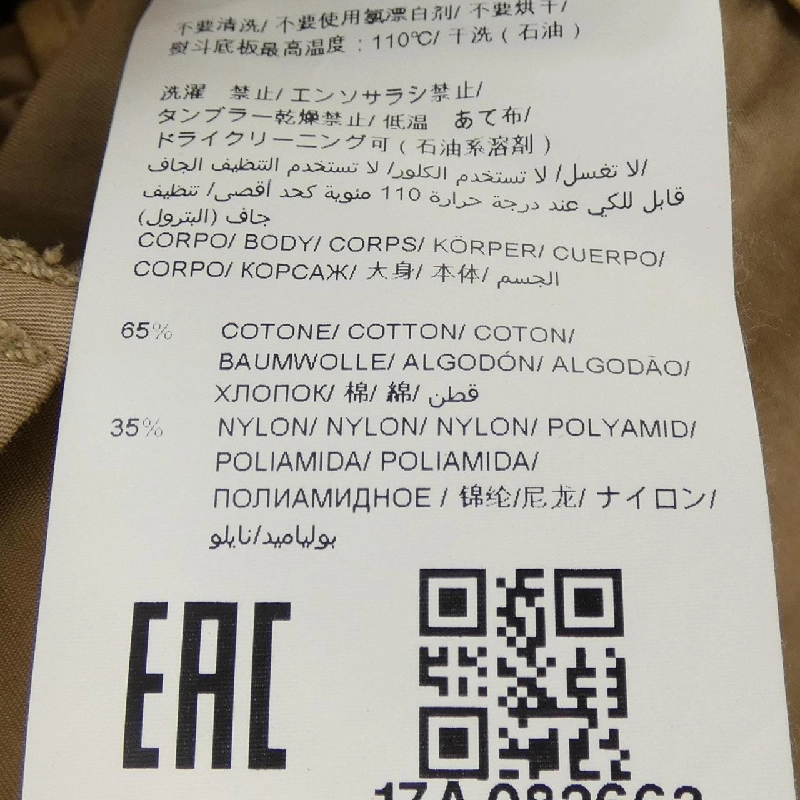 不要清洗/ 不要使用氯漂白剂/ 不要烘干/
熨斗底板最高温度 : 110℃/ 干洗 ( 石油 )
洗濯 禁止/ エンソサラシ禁止/
タンブラー乾燥禁止/ 低温 あて布/
ドライクリーニング可 ( 石油系溶剤 )
لا تغسل/ لا تستخدم الكلور/ لا تستخدم التنظيف الجاف/
قابل للكي عند درجة حرارة 110 مئوية كحد أقصى/ تنظيف
جاف (البترول)
CORPO/ BODY/ CORPS/ KÖRPER/ CUERPO/
CORPO/ КОРСАЖ/ 大身/ 本体/ الجسم
65% COTONE/ COTTON/ COTON/
BAUMWOLLE/ ALGODÓN/ ALGODÃO/
ХЛОПОК/ 棉/ 綿/ قطن
35% NYLON/ NYLON/ NYLON/ POLYAMID/
POLIAMIDA/ POLIAMIDA/
ПОЛИАМИДНОЕ / 锦纶/尼龙/ ナイロン/
بولياميد/نايلو
EAC